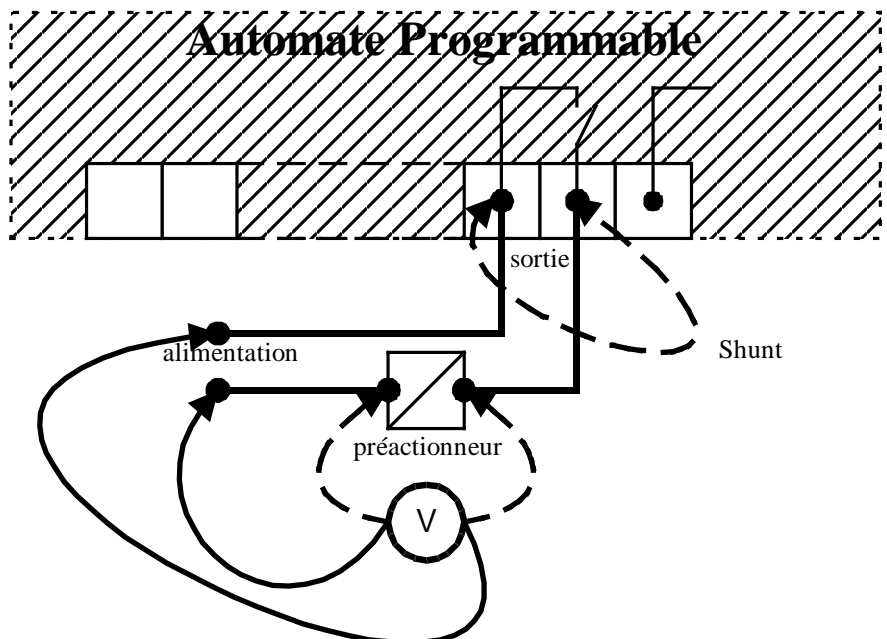 Automate Programmable
sortie
alimentation
Shunt
préactionneur
V